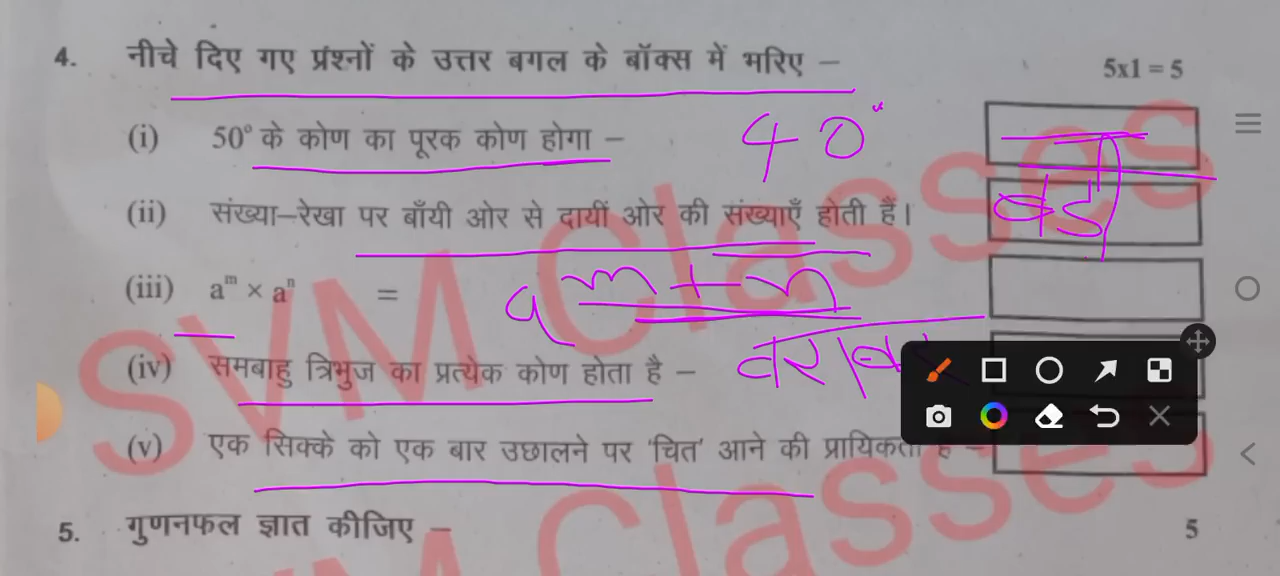 4. नीचे दिए गए प्रश्नों के उत्तर बगल के बॉक्स में भरिए – 5x1 = 5
(i) 50° के कोण का पूरक कोण होगा – 40°
(ii) संख्या–रेखा पर बाँयी ओर से दायीं ओर की संख्याएँ होती हैं। बड़ी
(iii) aᵐ × aⁿ = aᵐ⁺ⁿ
(iv) समबाहु त्रिभुज का प्रत्येक कोण होता है – बराबर
(v) एक सिक्के को एक बार उछालने पर 'चित' आने की प्रायिकता है –
5. गुणनफल ज्ञात कीजिए – 5
SVM Classes
SVM Classes